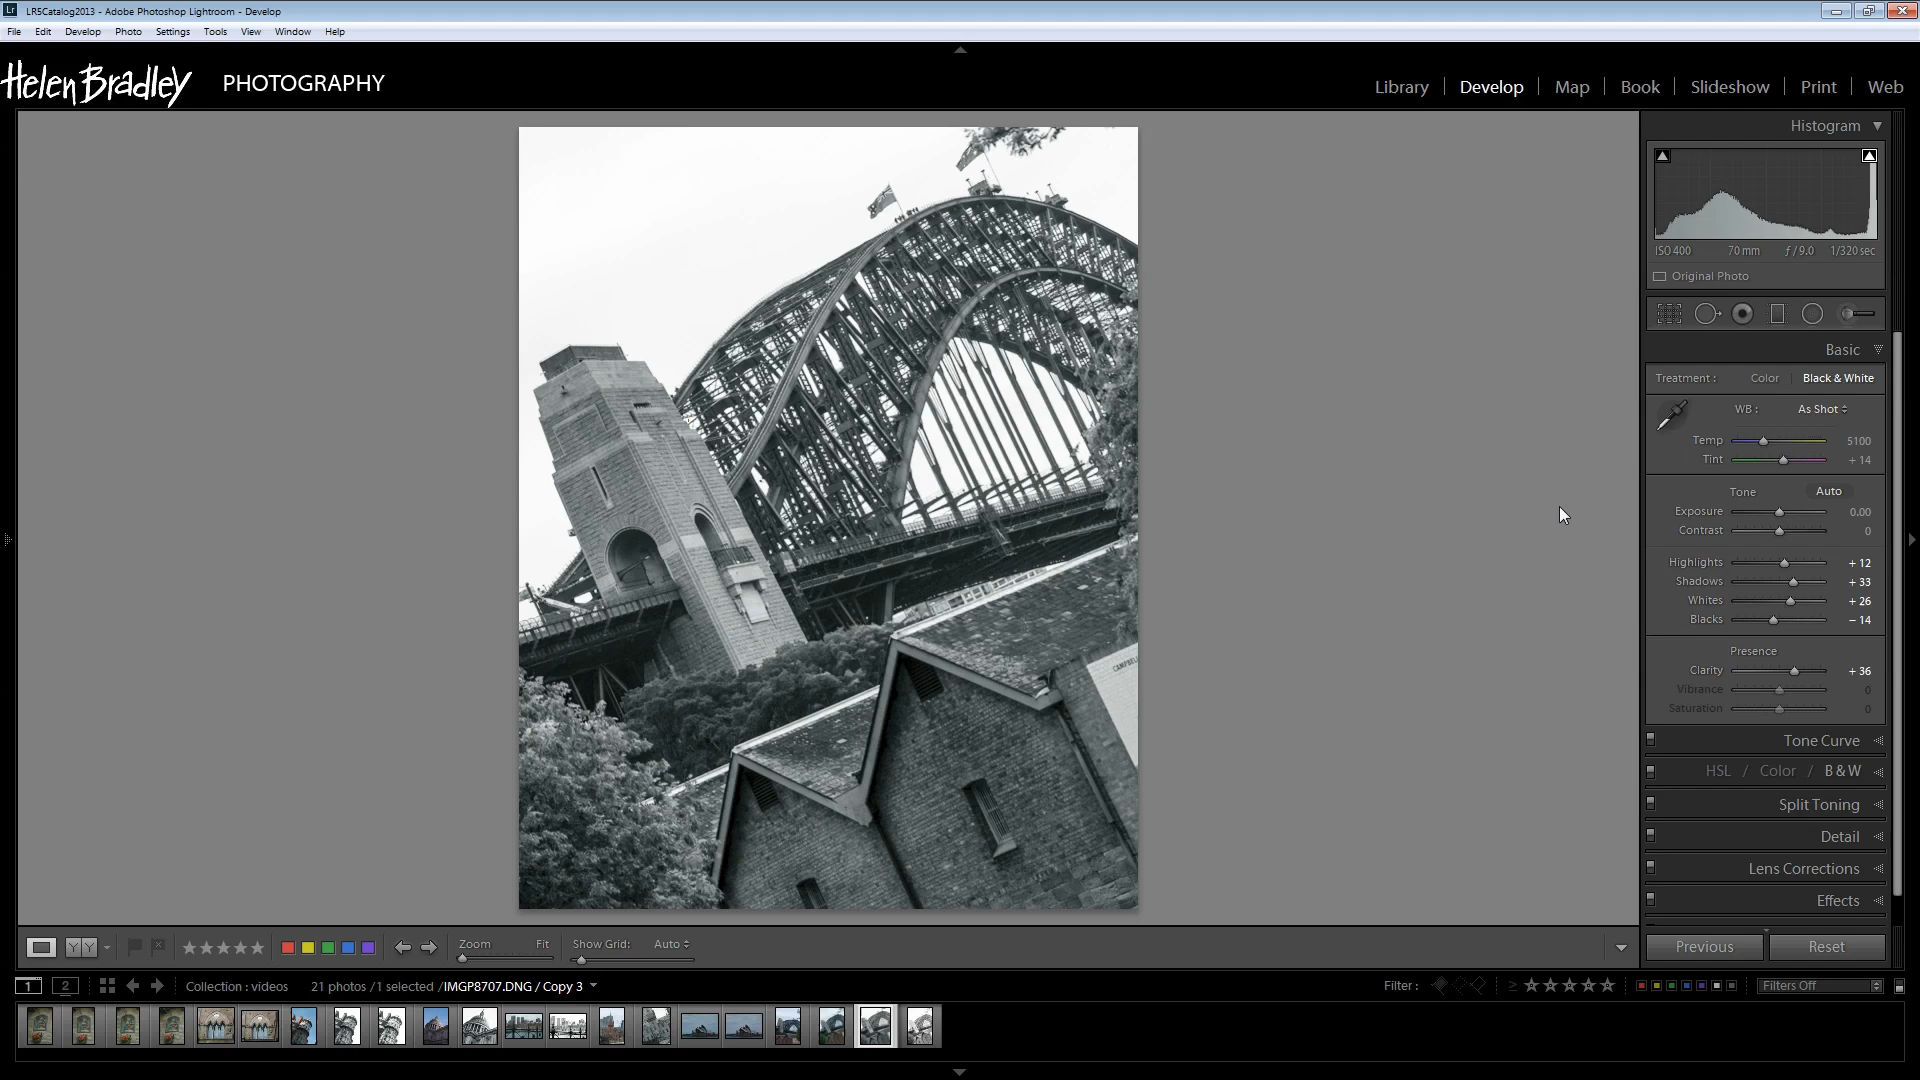 LR5Catalog2013 - Adobe Photoshop Lightroom - Develop
File Edit Develop Photo Settings Tools View Window Help
Helen Bradley PHOTOGRAPHY
Library Develop Map Book Slideshow Print Web
Histogram
ISO 400 70 mm ƒ / 9.0 1/320 sec
Original Photo
Basic
Treatment : Color Black & White
WB : As Shot
Temp 5100
Tint + 14
Tone Auto
Exposure 0.00
Contrast 0
Highlights + 12
Shadows + 33
Whites + 26
Blacks − 14
Presence
Clarity + 36
Vibrance 0
Saturation 0
Tone Curve
HSL / Color / B & W
Split Toning
Detail
Lens Corrections
Effects
Previous Reset
Y Y Zoom Fit Show Grid: Auto
1 2 Collection : videos 21 photos / 1 selected / IMGP8707.DNG / Copy 3 Filter : ≥ Filters Off